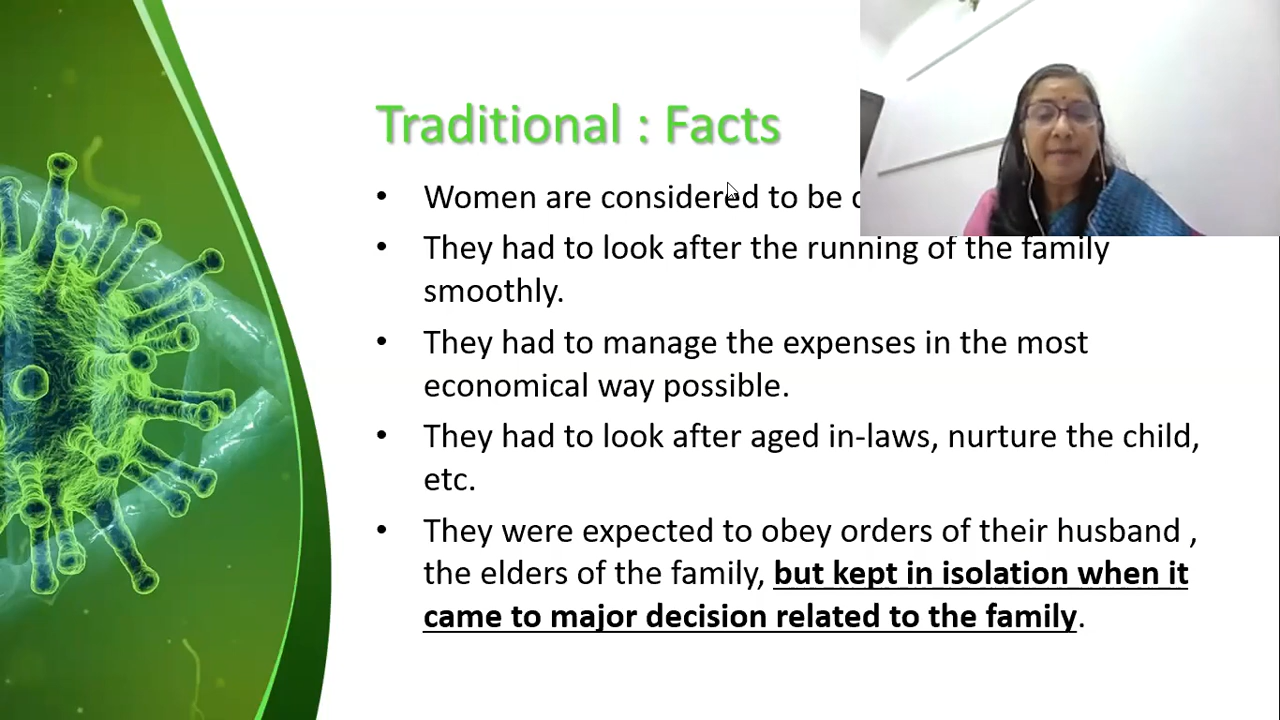 Traditional : Facts
• Women are considered to be
• They had to look after the running of the family
smoothly.
• They had to manage the expenses in the most
economical way possible.
• They had to look after aged in-laws, nurture the child,
etc.
• They were expected to obey orders of their husband ,
the elders of the family, but kept in isolation when it
came to major decision related to the family.